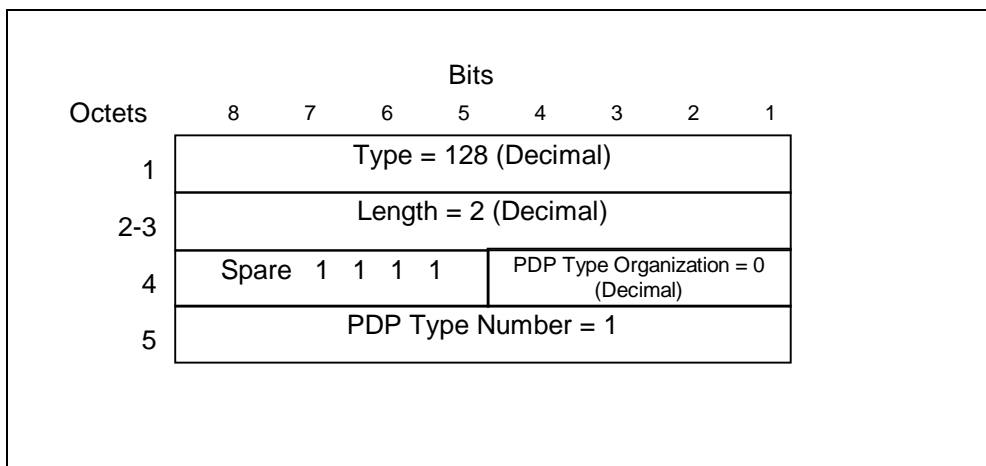 Bits
Octets 8 7 6 5 4 3 2 1
1 Type = 128 (Decimal)
2-3 Length = 2 (Decimal)
4 Spare 1 1 1 1 PDP Type Organization = 0
(Decimal)
5 PDP Type Number = 1